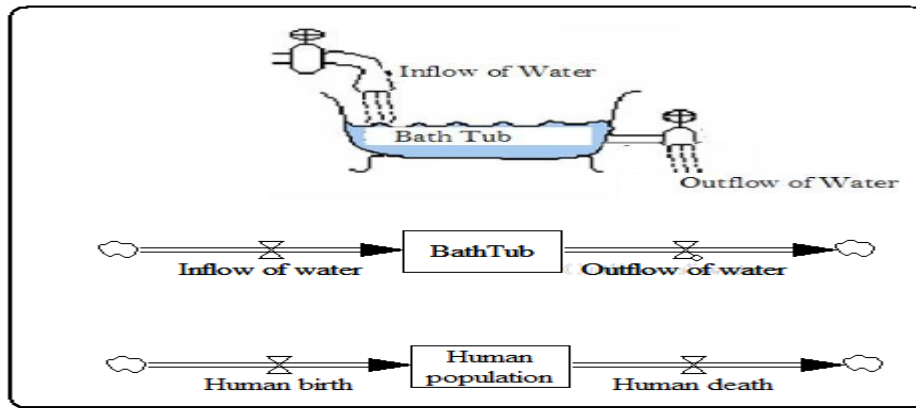 Inflow of Water
Bath Tub
Outflow of Water
BathTub
Inflow of water
Outflow of water
Human
population
Human birth
Human death